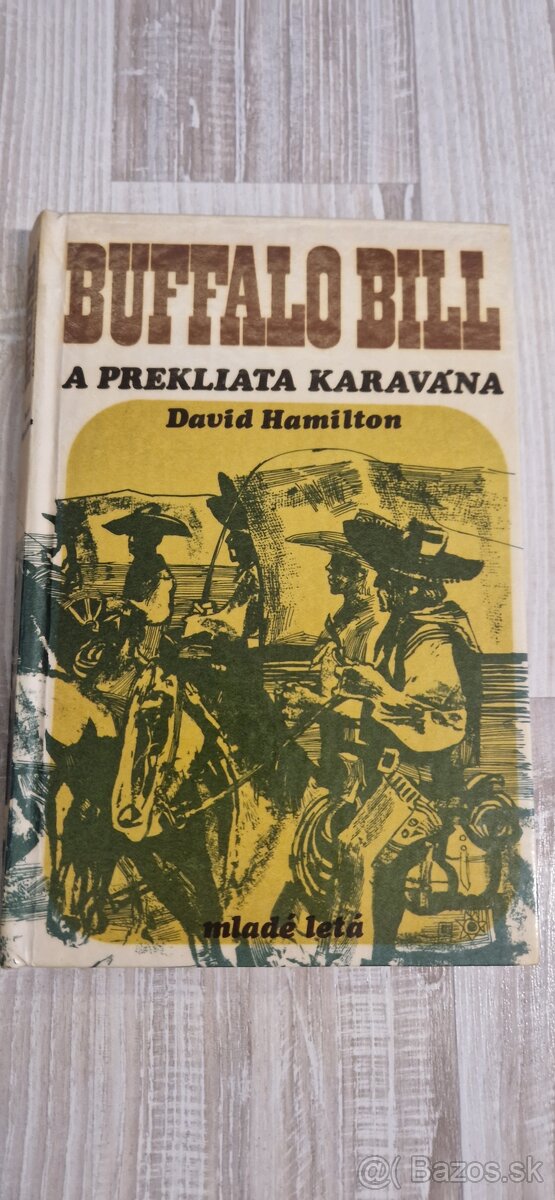 BUFFALO BILL
A PREKLIATA KARAVÁNA
David Hamilton
mladé letá
Bazos.sk